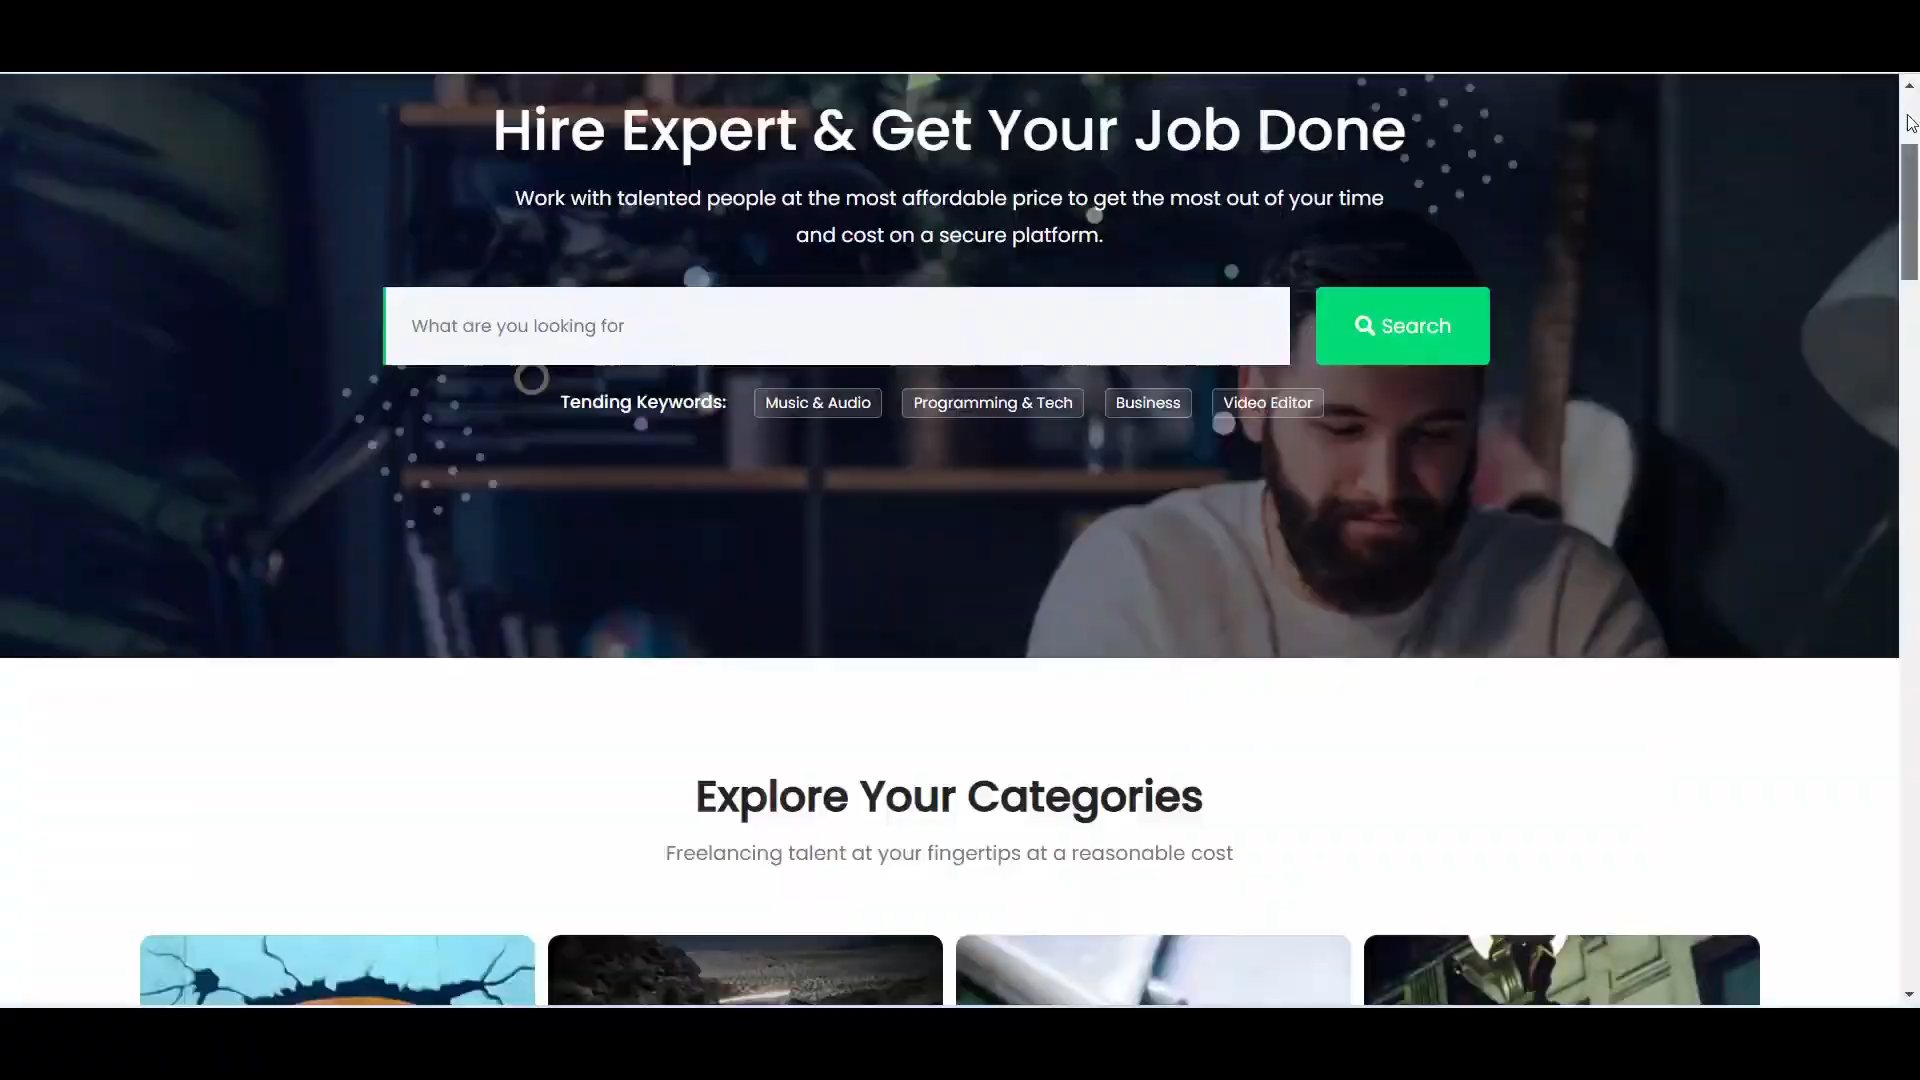 Hire Expert & Get Your Job Done
Work with talented people at the most affordable price to get the most out of your time
and cost on a secure platform.
What are you looking for
Search
Tending Keywords:
Music & Audio
Programming & Tech
Business
Video Editor
Explore Your Categories
Freelancing talent at your fingertips at a reasonable cost